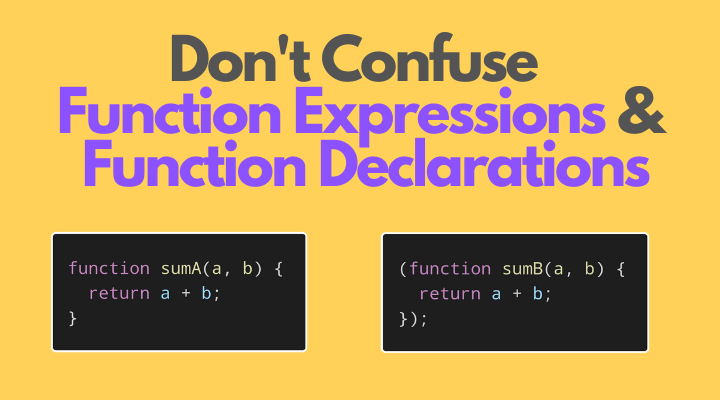 Don't Confuse
Function Expressions &
Function Declarations
function sumA(a, b) {
  return a + b;
}
(function sumB(a, b) {
  return a + b;
});